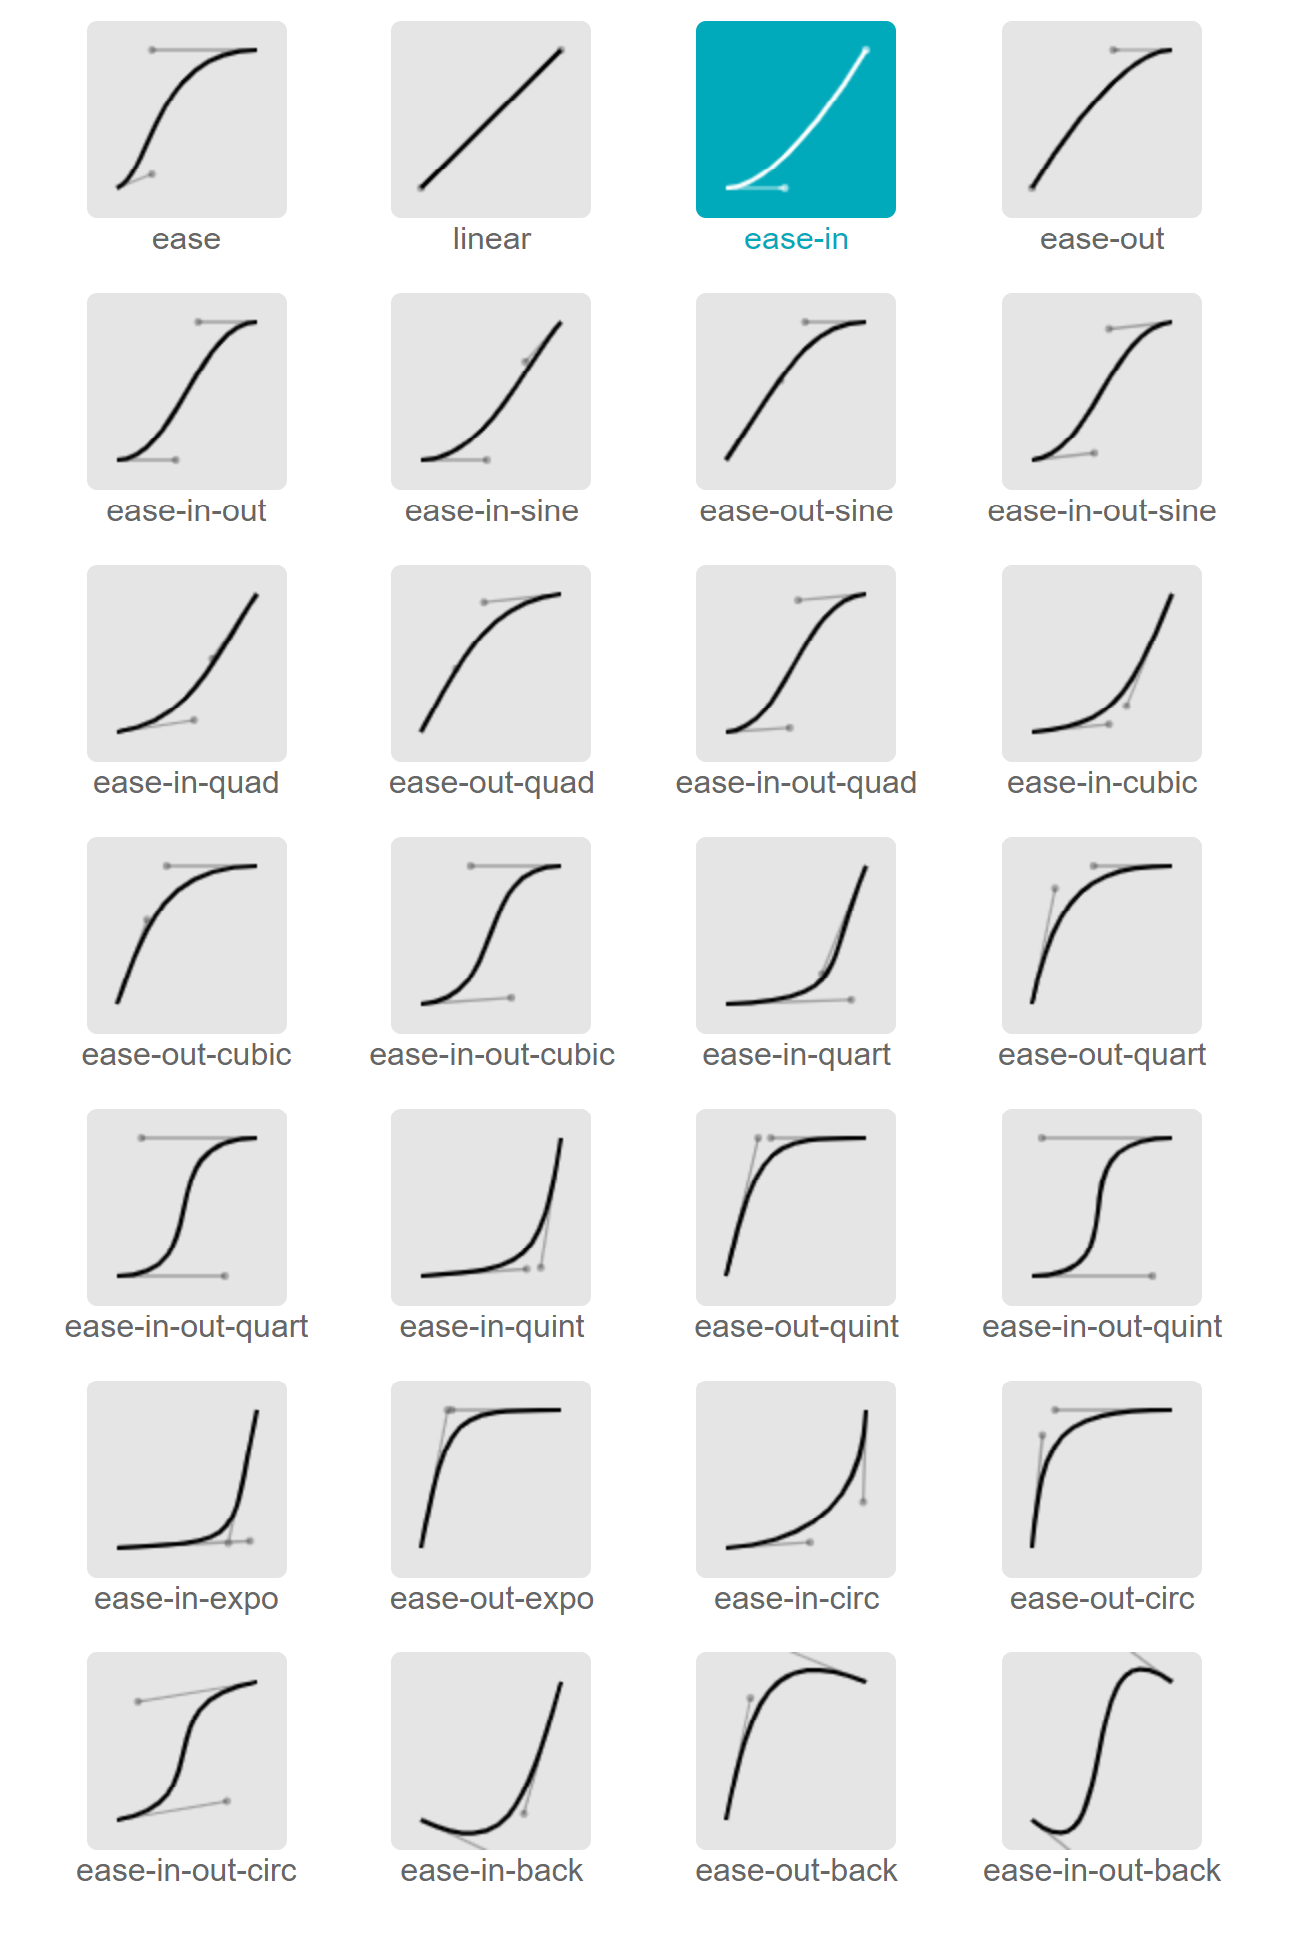 ease
linear
ease-in
ease-out
ease-in-out
ease-in-sine
ease-out-sine
ease-in-out-sine
ease-in-quad
ease-out-quad
ease-in-out-quad
ease-in-cubic
ease-out-cubic
ease-in-out-cubic
ease-in-quart
ease-out-quart
ease-in-out-quart
ease-in-quint
ease-out-quint
ease-in-out-quint
ease-in-expo
ease-out-expo
ease-in-circ
ease-out-circ
ease-in-out-circ
ease-in-back
ease-out-back
ease-in-out-back